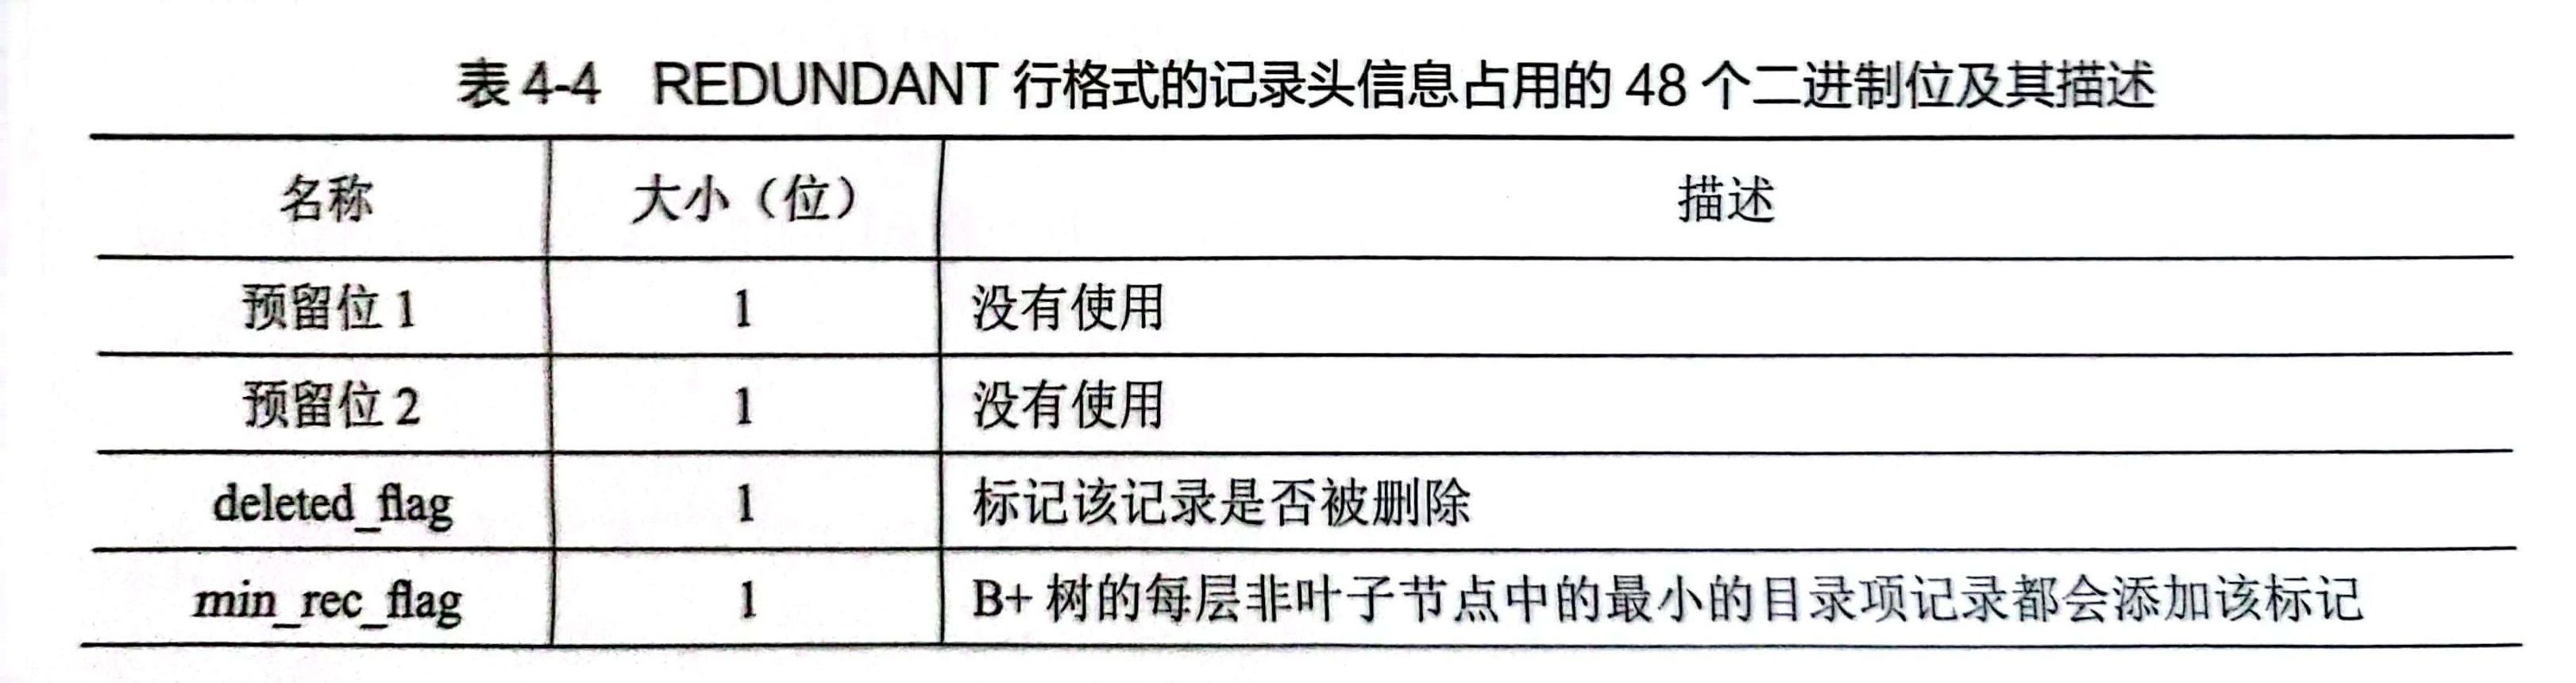 表 4-4 REDUNDANT 行格式的记录头信息占用的 48 个二进制位及其描述
名称 大小（位） 描述
预留位 1 1 没有使用
预留位 2 1 没有使用
deleted_flag 1 标记该记录是否被删除
min_rec_flag 1 B+ 树的每层非叶子节点中的最小的目录项记录都会添加该标记